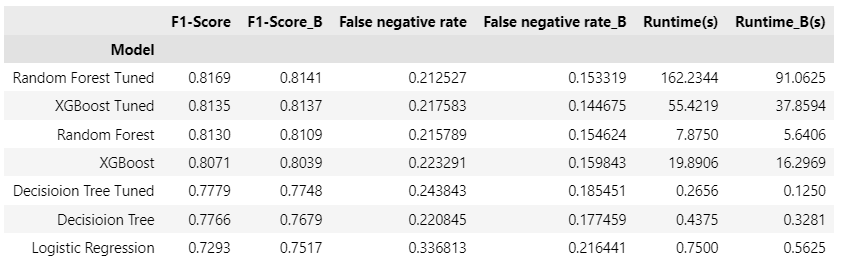 F1-Score F1-Score_B False negative rate False negative rate_B Runtime(s) Runtime_B(s)
Model
Random Forest Tuned 0.8169 0.8141 0.212527 0.153319 162.2344 91.0625
XGBoost Tuned 0.8135 0.8137 0.217583 0.144675 55.4219 37.8594
Random Forest 0.8130 0.8109 0.215789 0.154624 7.8750 5.6406
XGBoost 0.8071 0.8039 0.223291 0.159843 19.8906 16.2969
Decisioion Tree Tuned 0.7779 0.7748 0.243843 0.185451 0.2656 0.1250
Decisioion Tree 0.7766 0.7679 0.220845 0.177459 0.4375 0.3281
Logistic Regression 0.7293 0.7517 0.336813 0.216441 0.7500 0.5625